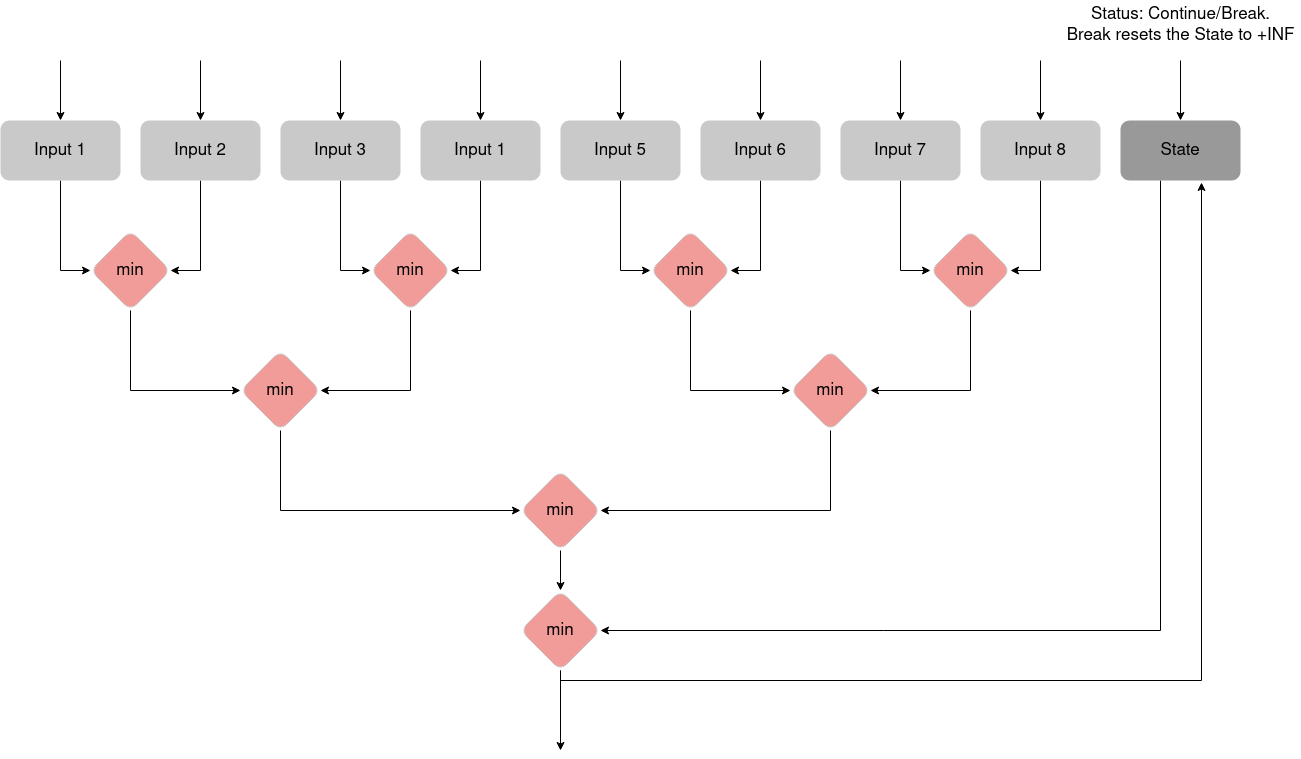 Status: Continue/Break.
Break resets the State to +INF
Input 1
Input 2
Input 3
Input 1
Input 5
Input 6
Input 7
Input 8
State
min
min
min
min
min
min
min
min